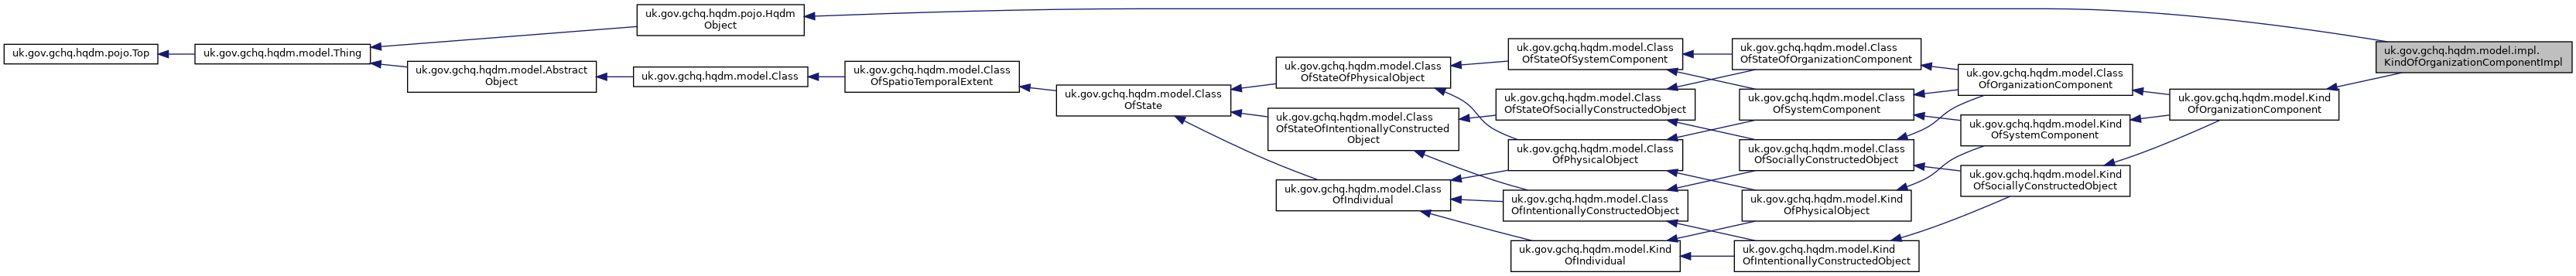 uk.gov.gchq.hqdm.pojo.Top
uk.gov.gchq.hqdm.model.Thing
uk.gov.gchq.hqdm.pojo.Hqdm
Object
uk.gov.gchq.hqdm.model.Abstract
Object
uk.gov.gchq.hqdm.model.Class
uk.gov.gchq.hqdm.model.Class
OfSpatioTemporalExtent
uk.gov.gchq.hqdm.model.Class
OfState
uk.gov.gchq.hqdm.model.Class
OfStateOfPhysicalObject
uk.gov.gchq.hqdm.model.Class
OfStateOfIntentionallyConstructed
Object
uk.gov.gchq.hqdm.model.Class
OfIndividual
uk.gov.gchq.hqdm.model.Class
OfStateOfSystemComponent
uk.gov.gchq.hqdm.model.Class
OfStateOfSociallyConstructedObject
uk.gov.gchq.hqdm.model.Class
OfPhysicalObject
uk.gov.gchq.hqdm.model.Class
OfIntentionallyConstructedObject
uk.gov.gchq.hqdm.model.Kind
OfIndividual
uk.gov.gchq.hqdm.model.Class
OfStateOfOrganizationComponent
uk.gov.gchq.hqdm.model.Class
OfSystemComponent
uk.gov.gchq.hqdm.model.Class
OfSociallyConstructedObject
uk.gov.gchq.hqdm.model.Kind
OfPhysicalObject
uk.gov.gchq.hqdm.model.Kind
OfIntentionallyConstructedObject
uk.gov.gchq.hqdm.model.Class
OfOrganizationComponent
uk.gov.gchq.hqdm.model.Kind
OfSystemComponent
uk.gov.gchq.hqdm.model.Kind
OfSociallyConstructedObject
uk.gov.gchq.hqdm.model.Kind
OfOrganizationComponent
uk.gov.gchq.hqdm.model.impl.
KindOfOrganizationComponentImpl